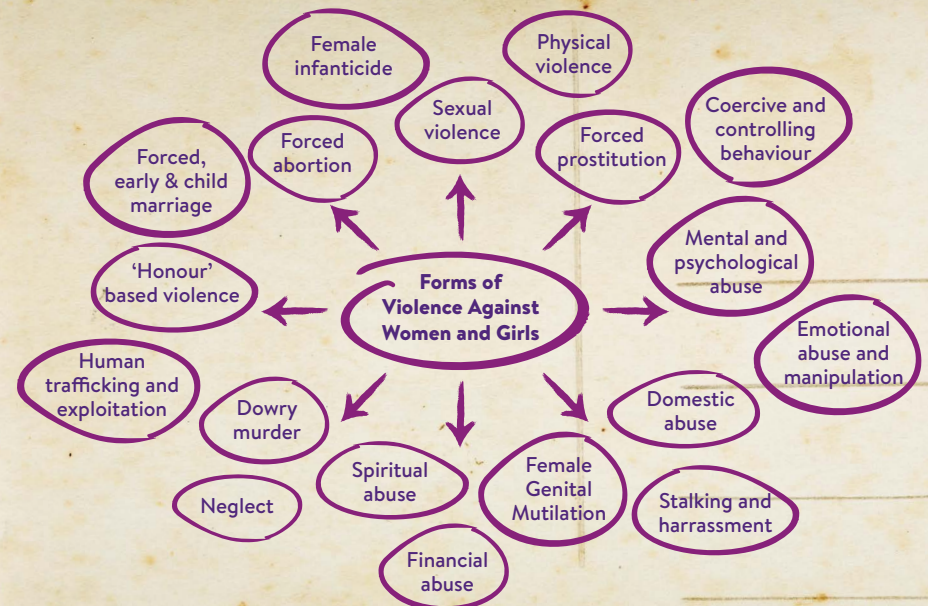 Female
infanticide
Physical
violence
Sexual
violence
Coercive and
controlling
behaviour
Forced
abortion
Forced
prostitution
Forced,
early & child
marriage
Mental and
psychological
abuse
‘Honour’
based violence
Forms of
Violence Against
Women and Girls
Emotional
abuse and
manipulation
Human
trafficking and
exploitation
Dowry
murder
Domestic
abuse
Spiritual
abuse
Female
Genital
Mutilation
Neglect
Stalking and
harrassment
Financial
abuse